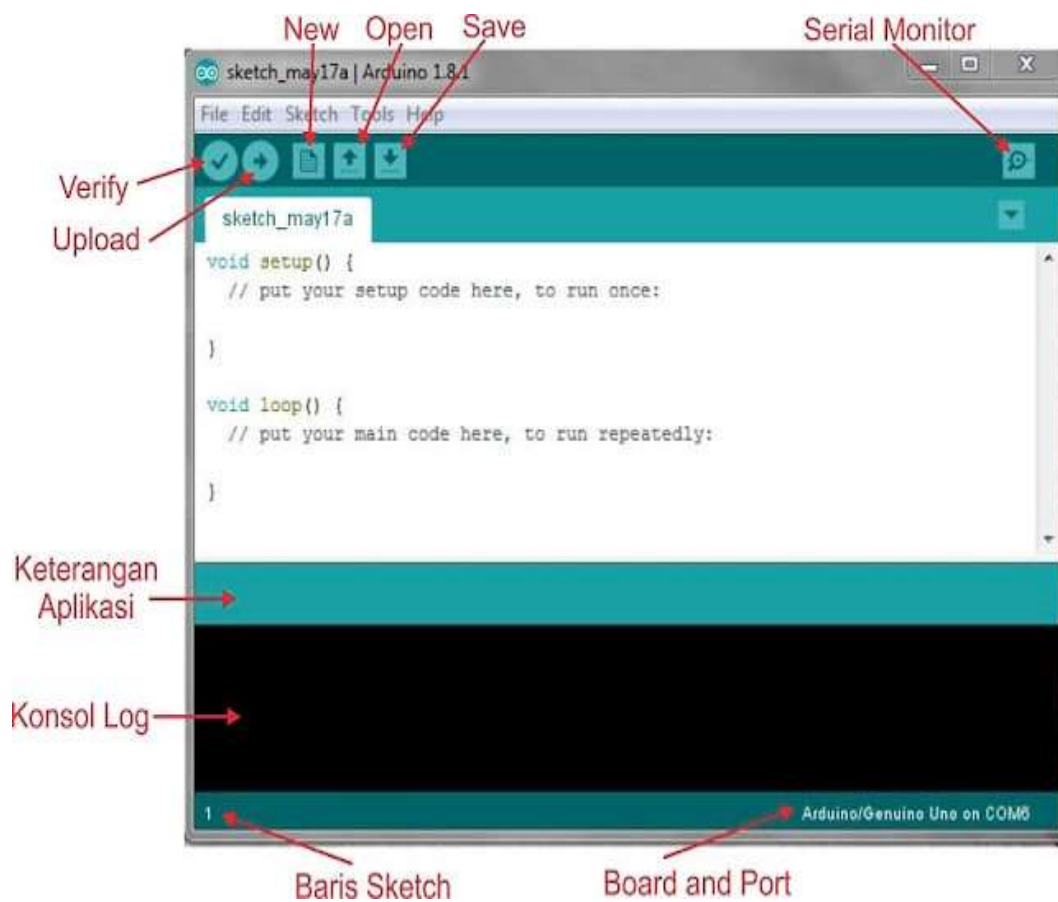 New Open Save Serial Monitor
sketch_may17a | Arduino 1.8.1
File Edit Sketch Tools Help
Verify
Upload
sketch_may17a
void setup() {
// put your setup code here, to run once:
}
void loop() {
// put your main code here, to run repeatedly:
}
Keterangan
Aplikasi
Konsol Log
1 Arduino/Genuino Uno on COM6
Baris Sketch Board and Port